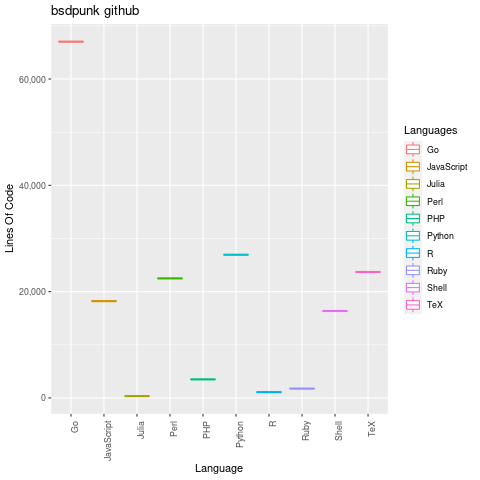 bsdpunk github
Lines Of Code
60,000
40,000
20,000
0
Go
JavaScript
Julia
Perl
PHP
Python
R
Ruby
Shell
TeX
Language
Languages
Go
JavaScript
Julia
Perl
PHP
Python
R
Ruby
Shell
TeX